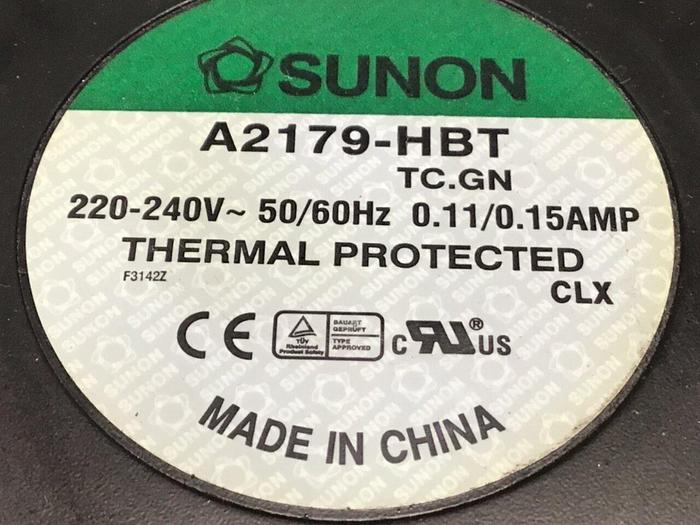 SUNON
A2179-HBT
TC.GN
220-240V~ 50/60Hz 0.11/0.15AMP
THERMAL PROTECTED
F3142Z
CLX
CE
TÜV
Rheinland
Product Safety
BAUART
GEPRÜFT
TYPE
APPROVED
c RU ® US
MADE IN CHINA